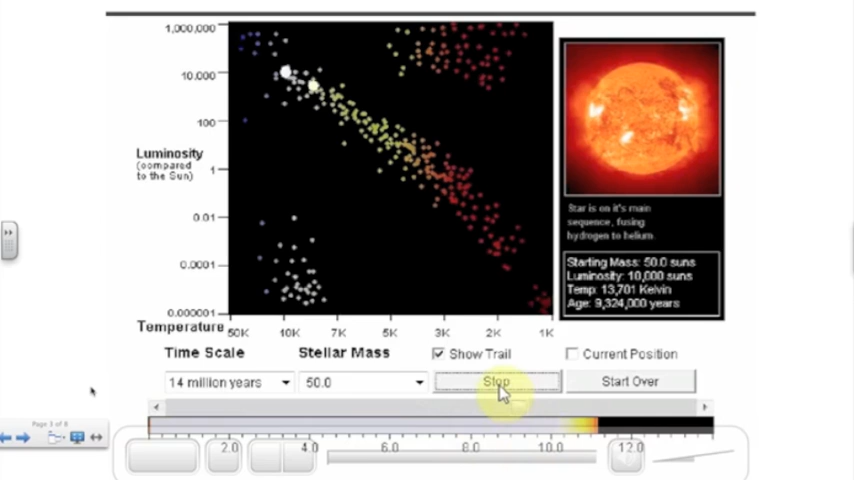 1,000,000
10,000
100
Luminosity
(compared
to the Sun)
1
0.01
0.0001
0.000001
Temperature
50K 10K 7K 5K 3K 2K 1K
Star is on it's main
sequence, fusing
hydrogen to helium.
Starting Mass: 50.0 suns
Luminosity: 10,000 suns
Temp: 13,701 Kelvin
Age: 9,324,000 years
Time Scale Stellar Mass Show Trail Current Position
14 million years 50.0 Stop Start Over
Page 3 of 8
2.0 4.0 6.0 8.0 10.0 12.0